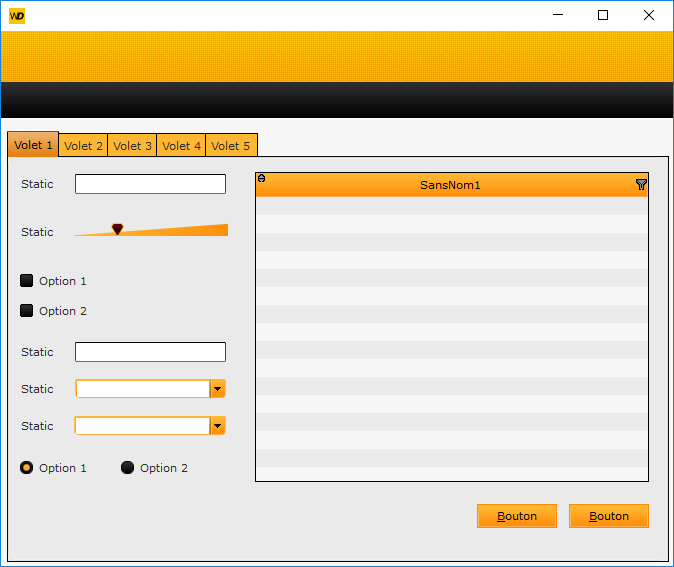 WD
Volet 1 Volet 2 Volet 3 Volet 4 Volet 5
Static
SansNom1
Static
Option 1
Option 2
Static
Static
Static
Option 1 Option 2
Bouton Bouton